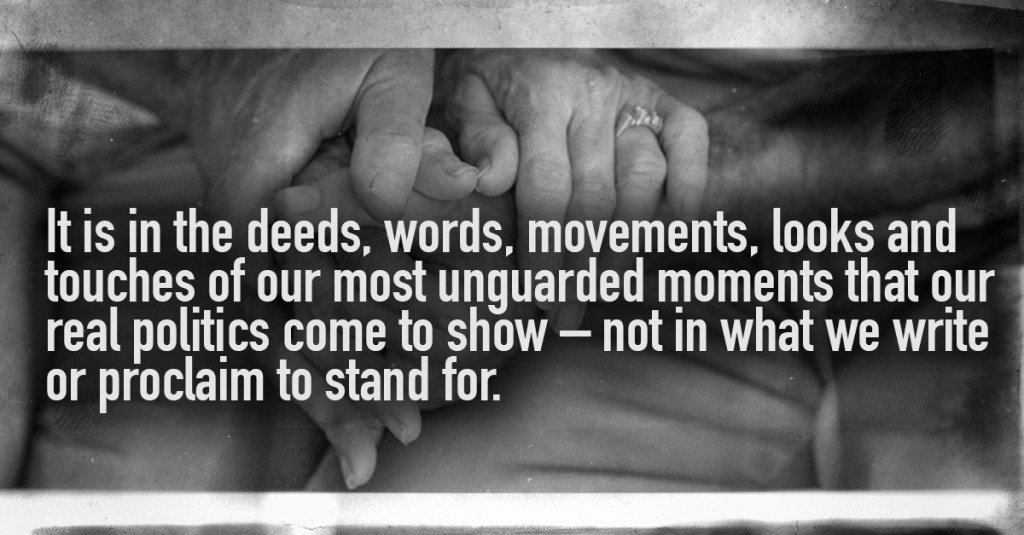 It is in the deeds, words, movements, looks and
touches of our most unguarded moments that our
real politics come to show – not in what we write
or proclaim to stand for.